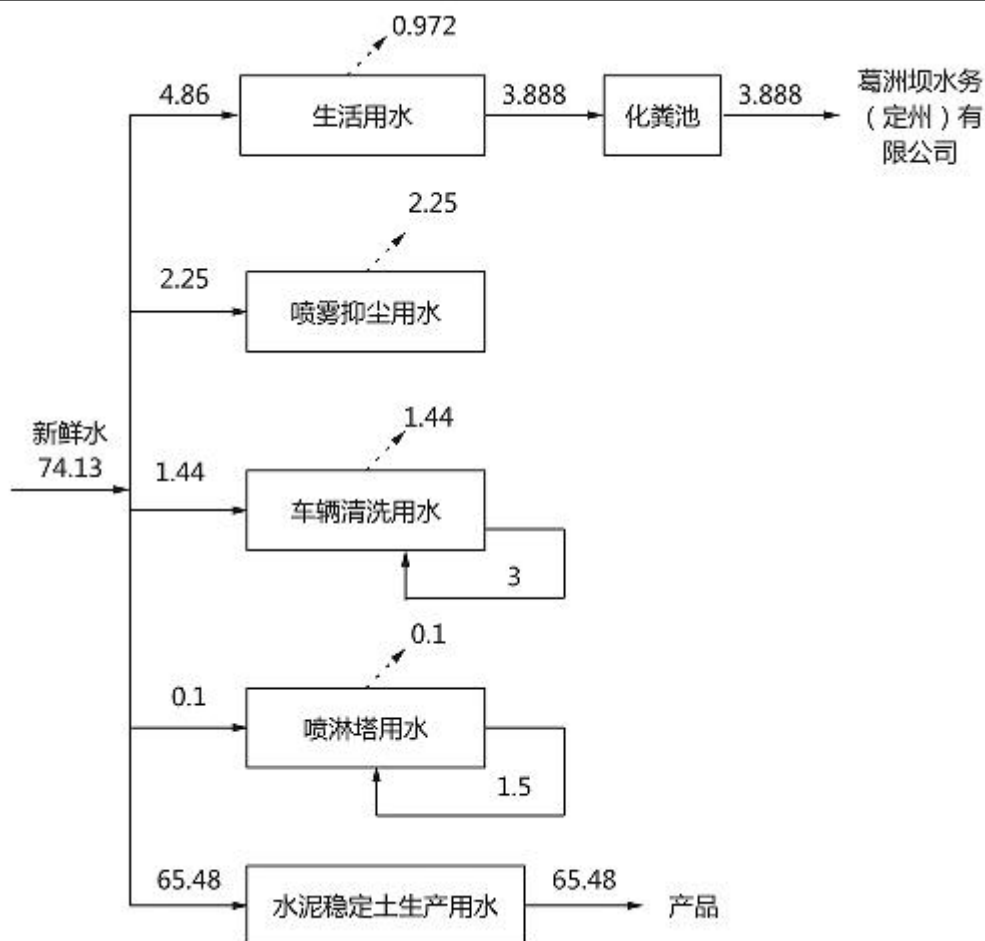 0.972
4.86
生活用水
3.888
化粪池
3.888
葛洲坝水务
（定州）有
限公司
2.25
2.25
喷雾抑尘用水
新鲜水
74.13
1.44
1.44
车辆清洗用水
3
0.1
0.1
喷淋塔用水
1.5
65.48
水泥稳定土生产用水
65.48
产品